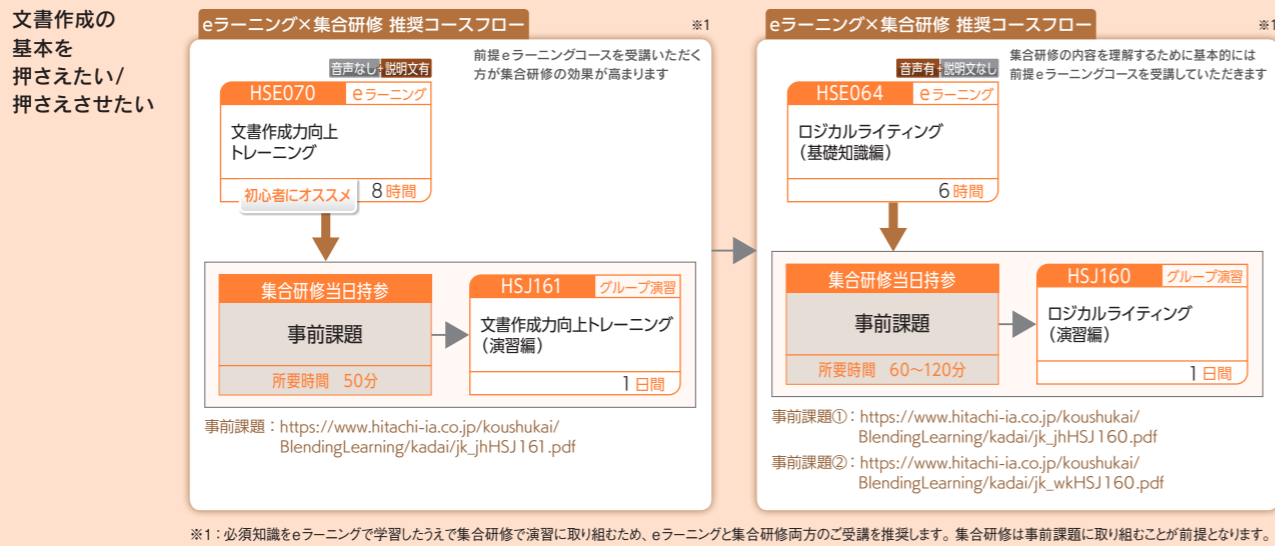 文書作成の
基本を
押さえたい/
押さえさせたい
eラーニング×集合研修 推奨コースフロー
※1
前提eラーニングコースを受講いただく
方が集合研修の効果が高まります
音声なし+説明文有
HSE070
eラーニング
文書作成力向上
トレーニング
初心者にオススメ
8時間
集合研修当日持参
事前課題
所要時間 50分
HSJ161
グループ演習
文書作成力向上トレーニング
(演習編)
1日間
事前課題:https://www.hitachi-ia.co.jp/koushukai/
BlendingLearning/kadai/jk_jhHSJ161.pdf
eラーニング×集合研修 推奨コースフロー
※1
集合研修の内容を理解するために基本的には
前提eラーニングコースを受講していただきます
音声有+説明文なし
HSE064
eラーニング
ロジカルライティング
(基礎知識編)
6時間
集合研修当日持参
事前課題
所要時間 60~120分
HSJ160
グループ演習
ロジカルライティング
(演習編)
1日間
事前課題①:https://www.hitachi-ia.co.jp/koushukai/
BlendingLearning/kadai/jk_jhHSJ160.pdf
事前課題②:https://www.hitachi-ia.co.jp/koushukai/
BlendingLearning/kadai/jk_wkHSJ160.pdf
※1:必須知識をeラーニングで学習したうえで集合研修で演習に取り組むため、eラーニングと集合研修両方のご受講を推奨します。集合研修は事前課題に取り組むことが前提となります。